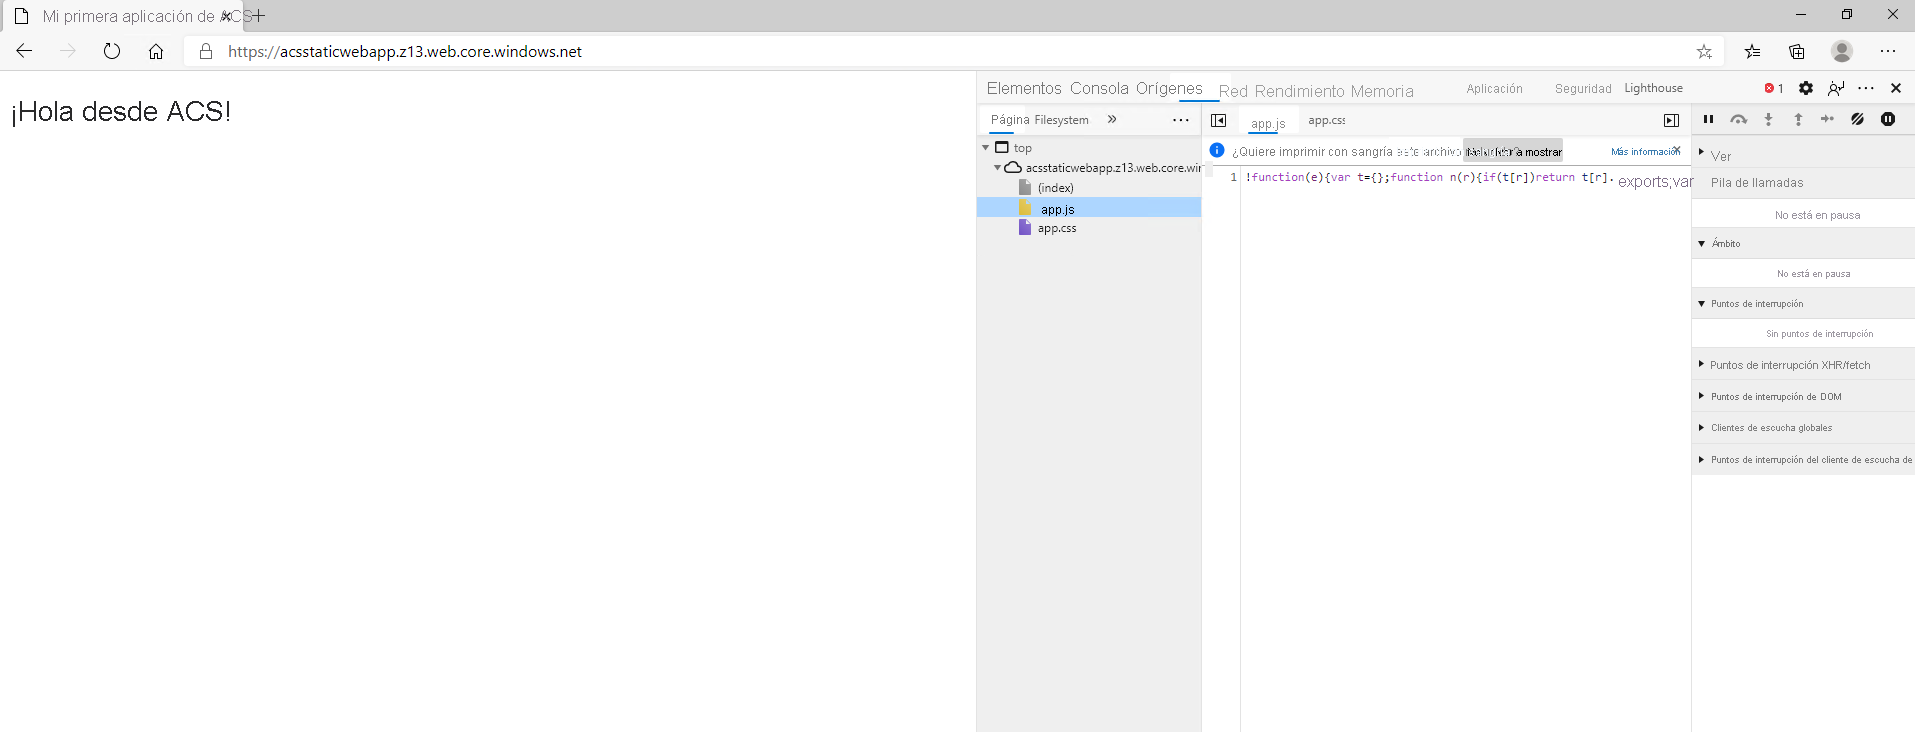 Mi primera aplicación de ACS
https://acsstaticwebapp.z13.web.core.windows.net
¡Hola desde ACS!
Elementos Consola Orígenes Red Rendimiento Memoria Aplicación Seguridad Lighthouse 1
Página Filesystem
app.js app.css
top
acsstaticwebapp.z13.web.core.wir
(index)
app.js
app.css
¿Quiere imprimir con sangría este archivo a mostrar Más información
1 !function(e){var t={};function n(r){if(t[r])return t[r]. exports;var
Ver
Pila de llamadas
No está en pausa
Ámbito
No está en pausa
Puntos de interrupción
Sin puntos de interrupción
Puntos de interrupción XHR/fetch
Puntos de interrupción de DOM
Clientes de escucha globales
Puntos de interrupción del cliente de escucha de